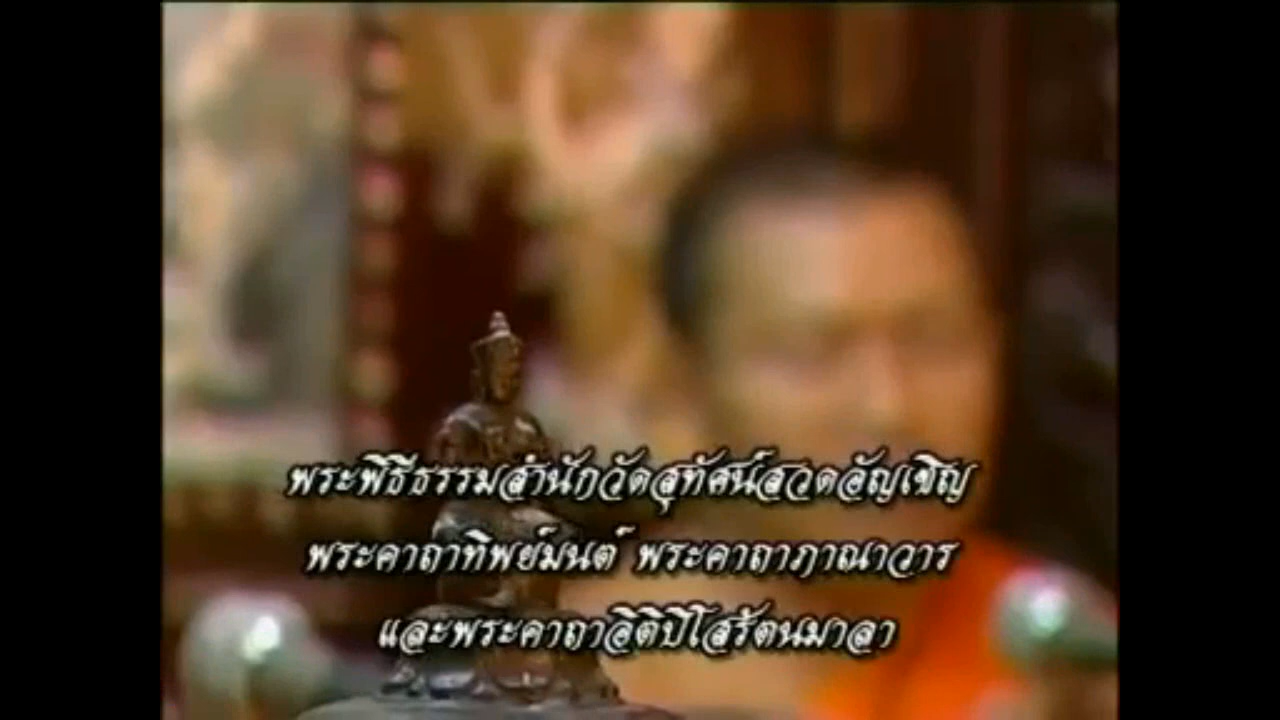 พระพิธีธรรมสำนักวัดสุทัศน์สวดอัญเชิญ
พระคาถาทิพย์มนต์ พระคาถาภาณาวาร
และพระคาถาอิติปิโสรัตนมาลา